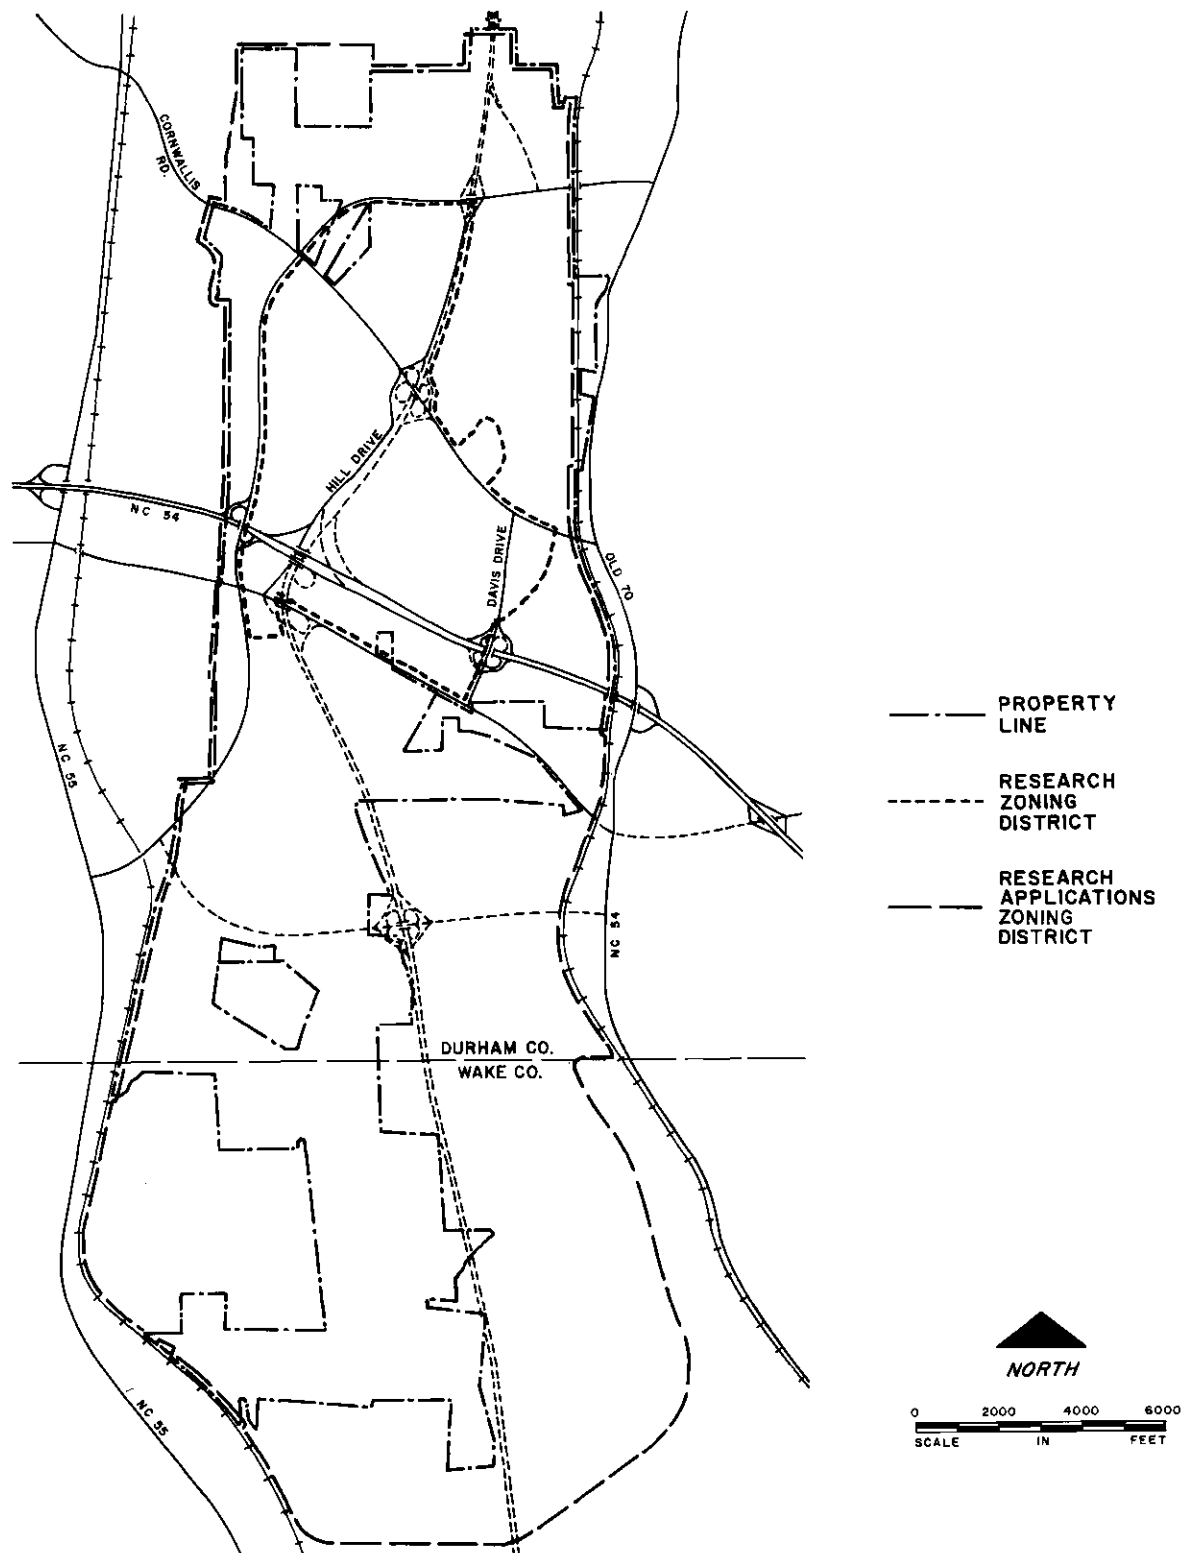 CORNWALLIS
RD.
HILL DRIVE
NC 54
DAVIS DRIVE
OLD 70
NC 55
NC 54
DURHAM CO.
WAKE CO.
NC 55
PROPERTY
LINE
RESEARCH
ZONING
DISTRICT
RESEARCH
APPLICATIONS
ZONING
DISTRICT
NORTH
0 2000 4000 6000
SCALE IN FEET